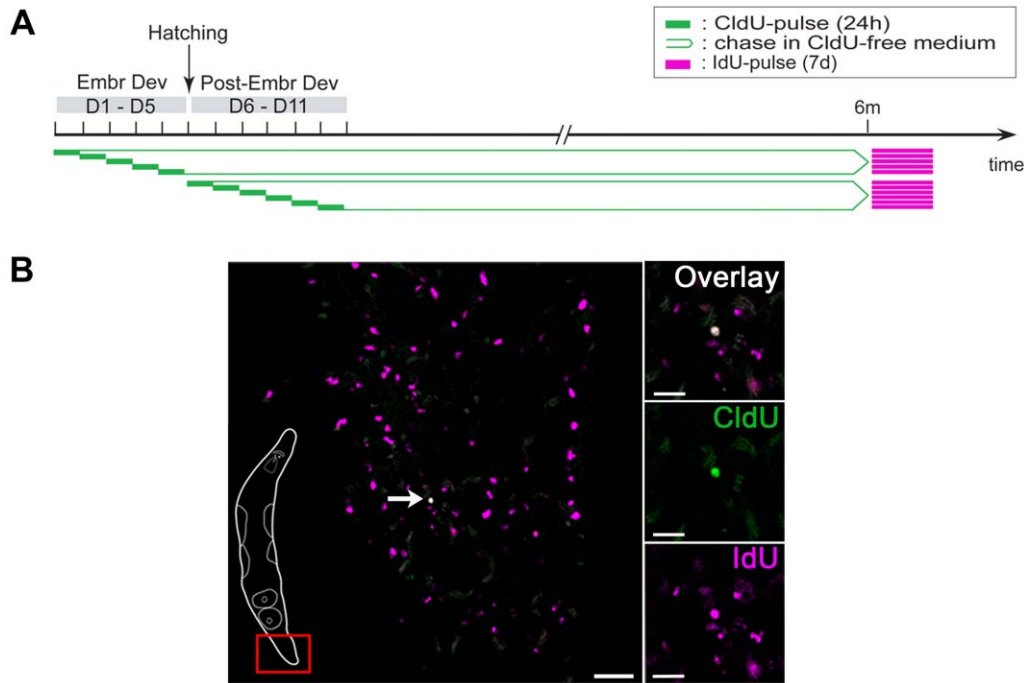 A
: CldU-pulse (24h)
: chase in CldU-free medium
: IdU-pulse (7d)
Hatching
Embr Dev
Post-Embr Dev
D1 - D5
D6 - D11
6m
time
B
Overlay
CldU
IdU